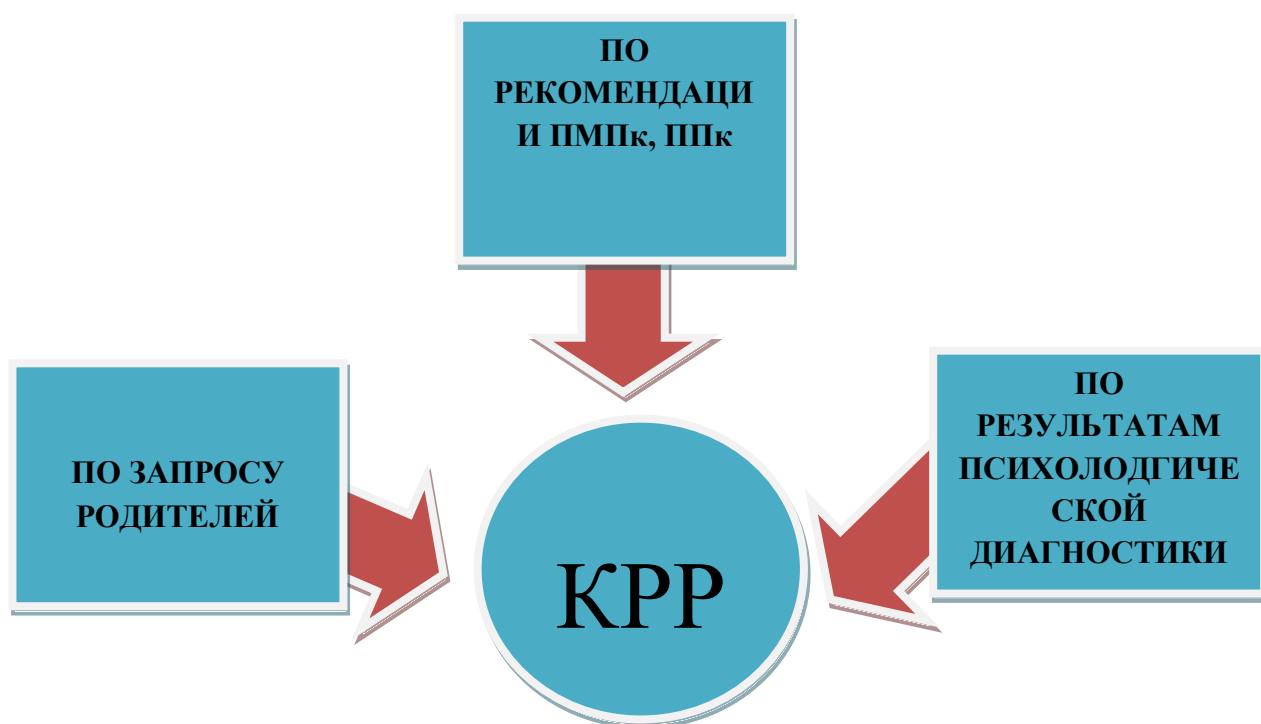 ПО
РЕКОМЕНДАЦИ
И ПМПк, ППк
ПО ЗАПРОСУ
РОДИТЕЛЕЙ
ПО
РЕЗУЛЬТАТАМ
ПСИХОЛОДГИЧЕ
СКОЙ
ДИАГНОСТИКИ
КРР